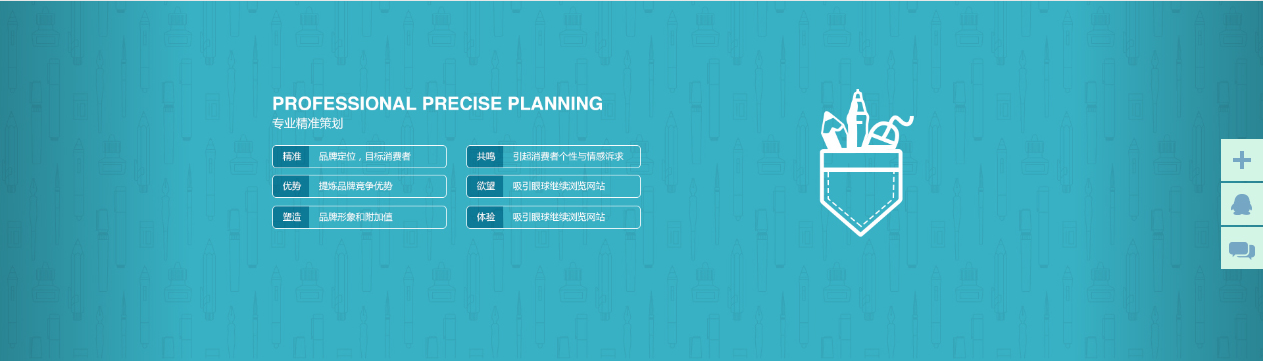 PROFESSIONAL PRECISE PLANNING
专业精准策划
精准 品牌定位，目标消费者
共鸣 引起消费者个性与情感诉求
优势 提炼品牌竞争优势
欲望 吸引眼球继续浏览网站
塑造 品牌形象和附加值
体验 吸引眼球继续浏览网站